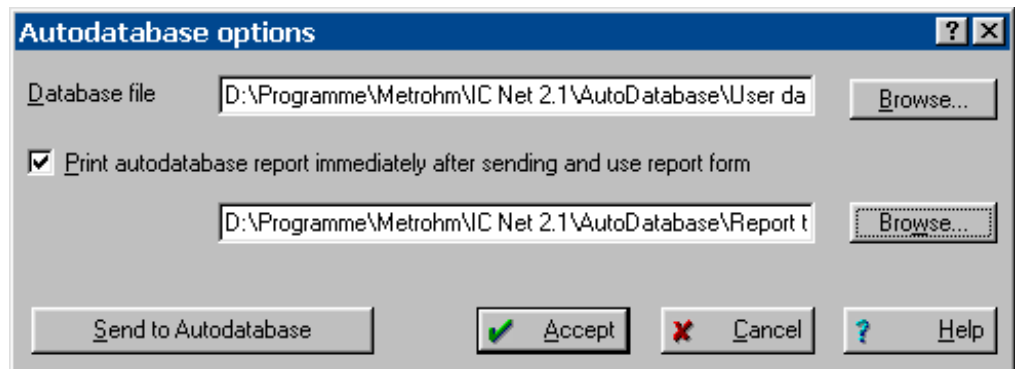 Autodatabase options
Database file D:\Programme\Metrohm\IC Net 2.1\AutoDatabase\User da Browse...
Print autodatabase report immediately after sending and use report form
D:\Programme\Metrohm\IC Net 2.1\AutoDatabase\Report t Browse...
Send to Autodatabase Accept Cancel ? Help